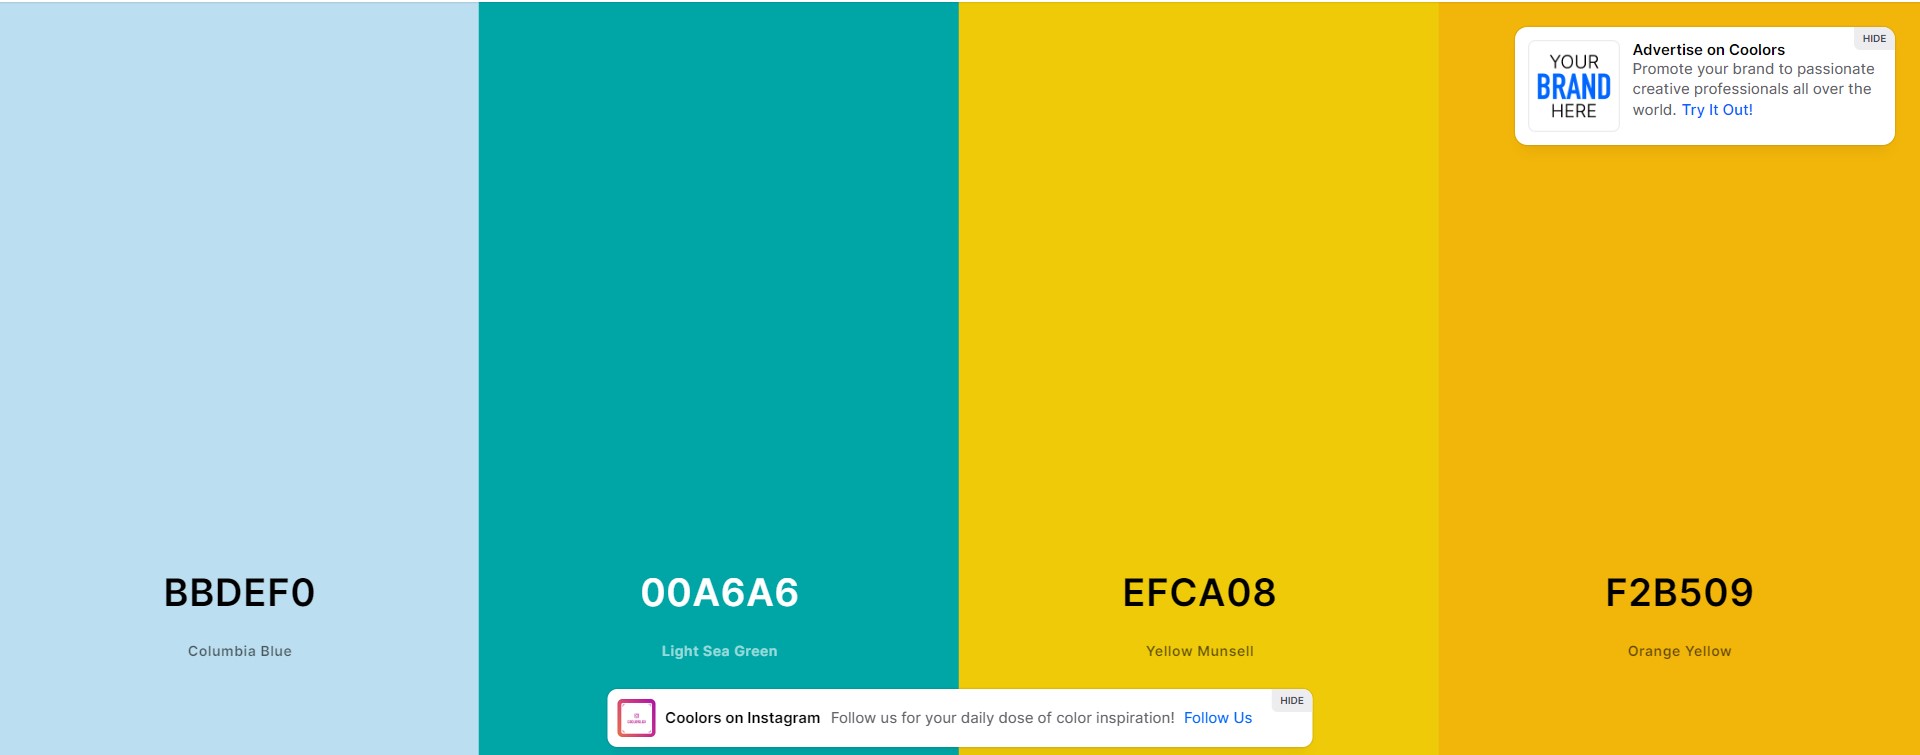 HIDE
YOUR
BRAND
HERE
Advertise on Coolors
Promote your brand to passionate
creative professionals all over the
world. Try It Out!
BBDEF0
00A6A6
EFCA08
F2B509
Columbia Blue
Light Sea Green
Yellow Munsell
Orange Yellow
HIDE
Coolors on Instagram Follow us for your daily dose of color inspiration! Follow Us